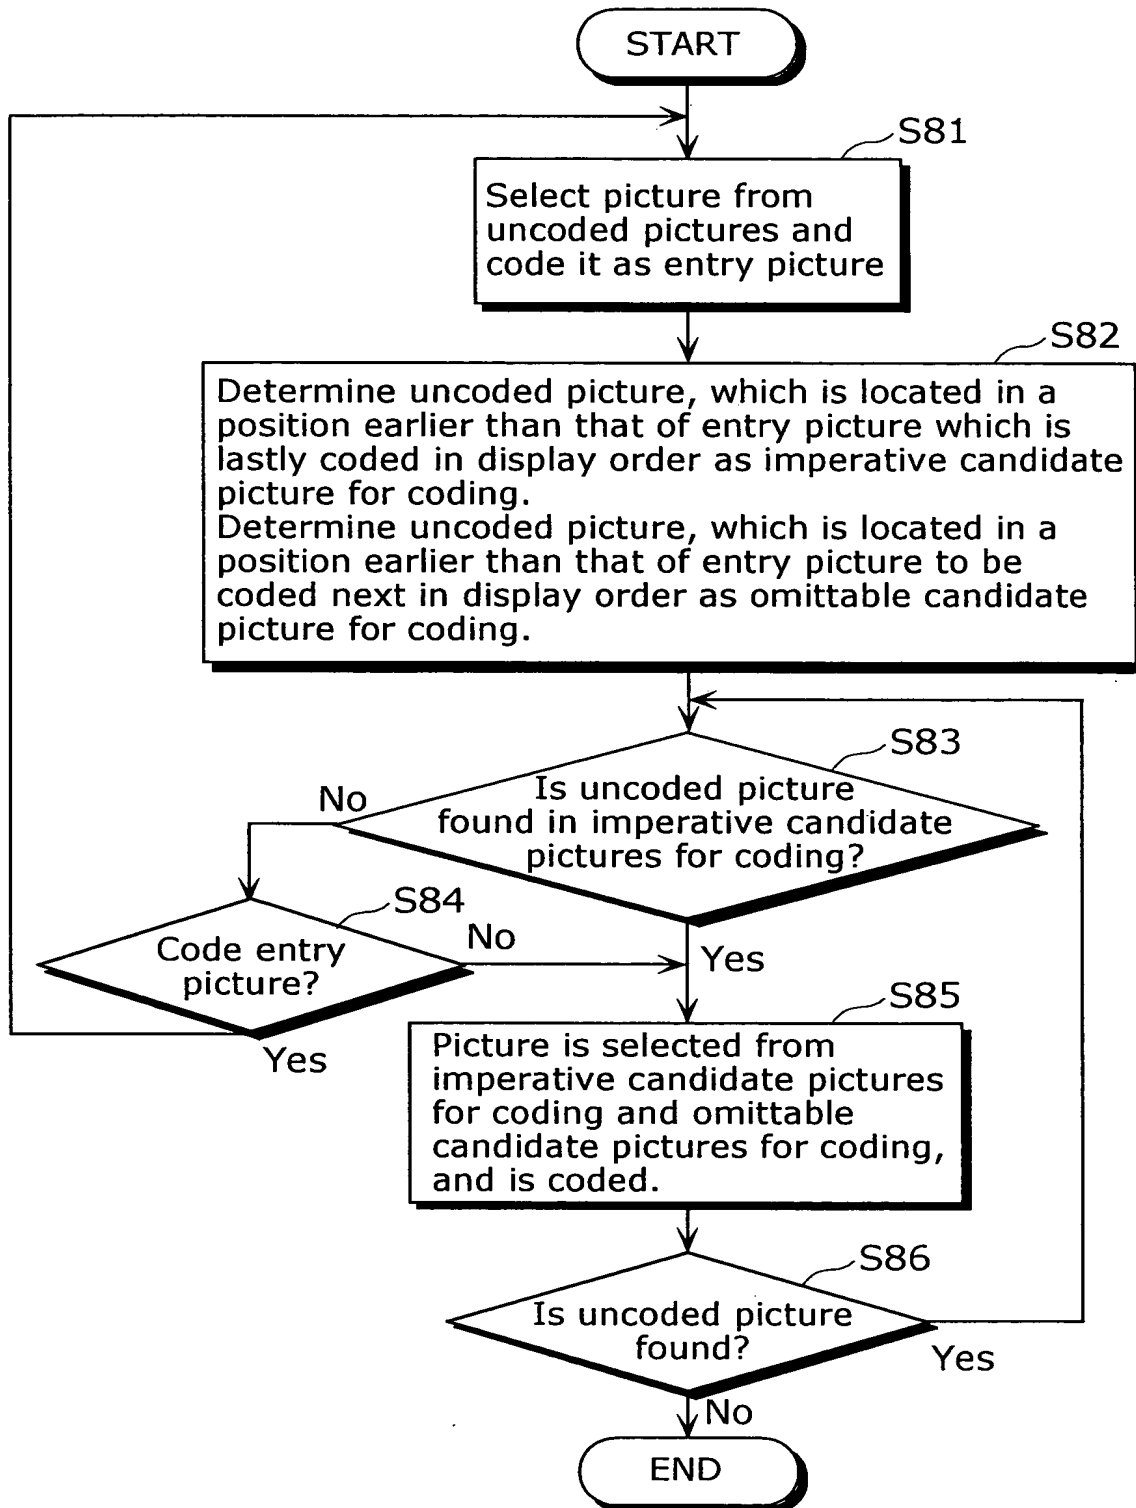 START
S81
Select picture from
uncoded pictures and
code it as entry picture
S82
Determine uncoded picture, which is located in a
position earlier than that of entry picture which is
lastly coded in display order as imperative candidate
picture for coding.
Determine uncoded picture, which is located in a
position earlier than that of entry picture to be
coded next in display order as omittable candidate
picture for coding.
S83
Is uncoded picture
found in imperative candidate
pictures for coding?
No
S84
Code entry
picture?
No
Yes
Yes
S85
Picture is selected from
imperative candidate pictures
for coding and omittable
candidate pictures for coding,
and is coded.
S86
Is uncoded picture
found?
Yes
No
END